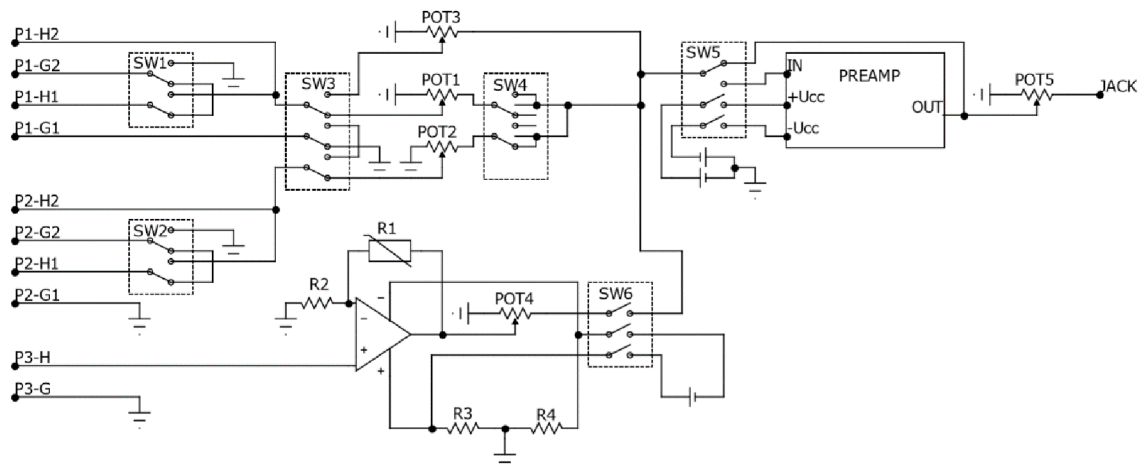 POT3
P1-H2
P1-G2
SW1
SW3
POT1
SW4
SW5
IN
PREAMP
POT5
JACK
P1-H1
+Ucc
OUT
P1-G1
POT2
-Ucc
P2-H2
P2-G2
SW2
R1
P2-H1
R2
-
POT4
SW6
P2-G1
-
+
P3-H
+
P3-G
R3
R4